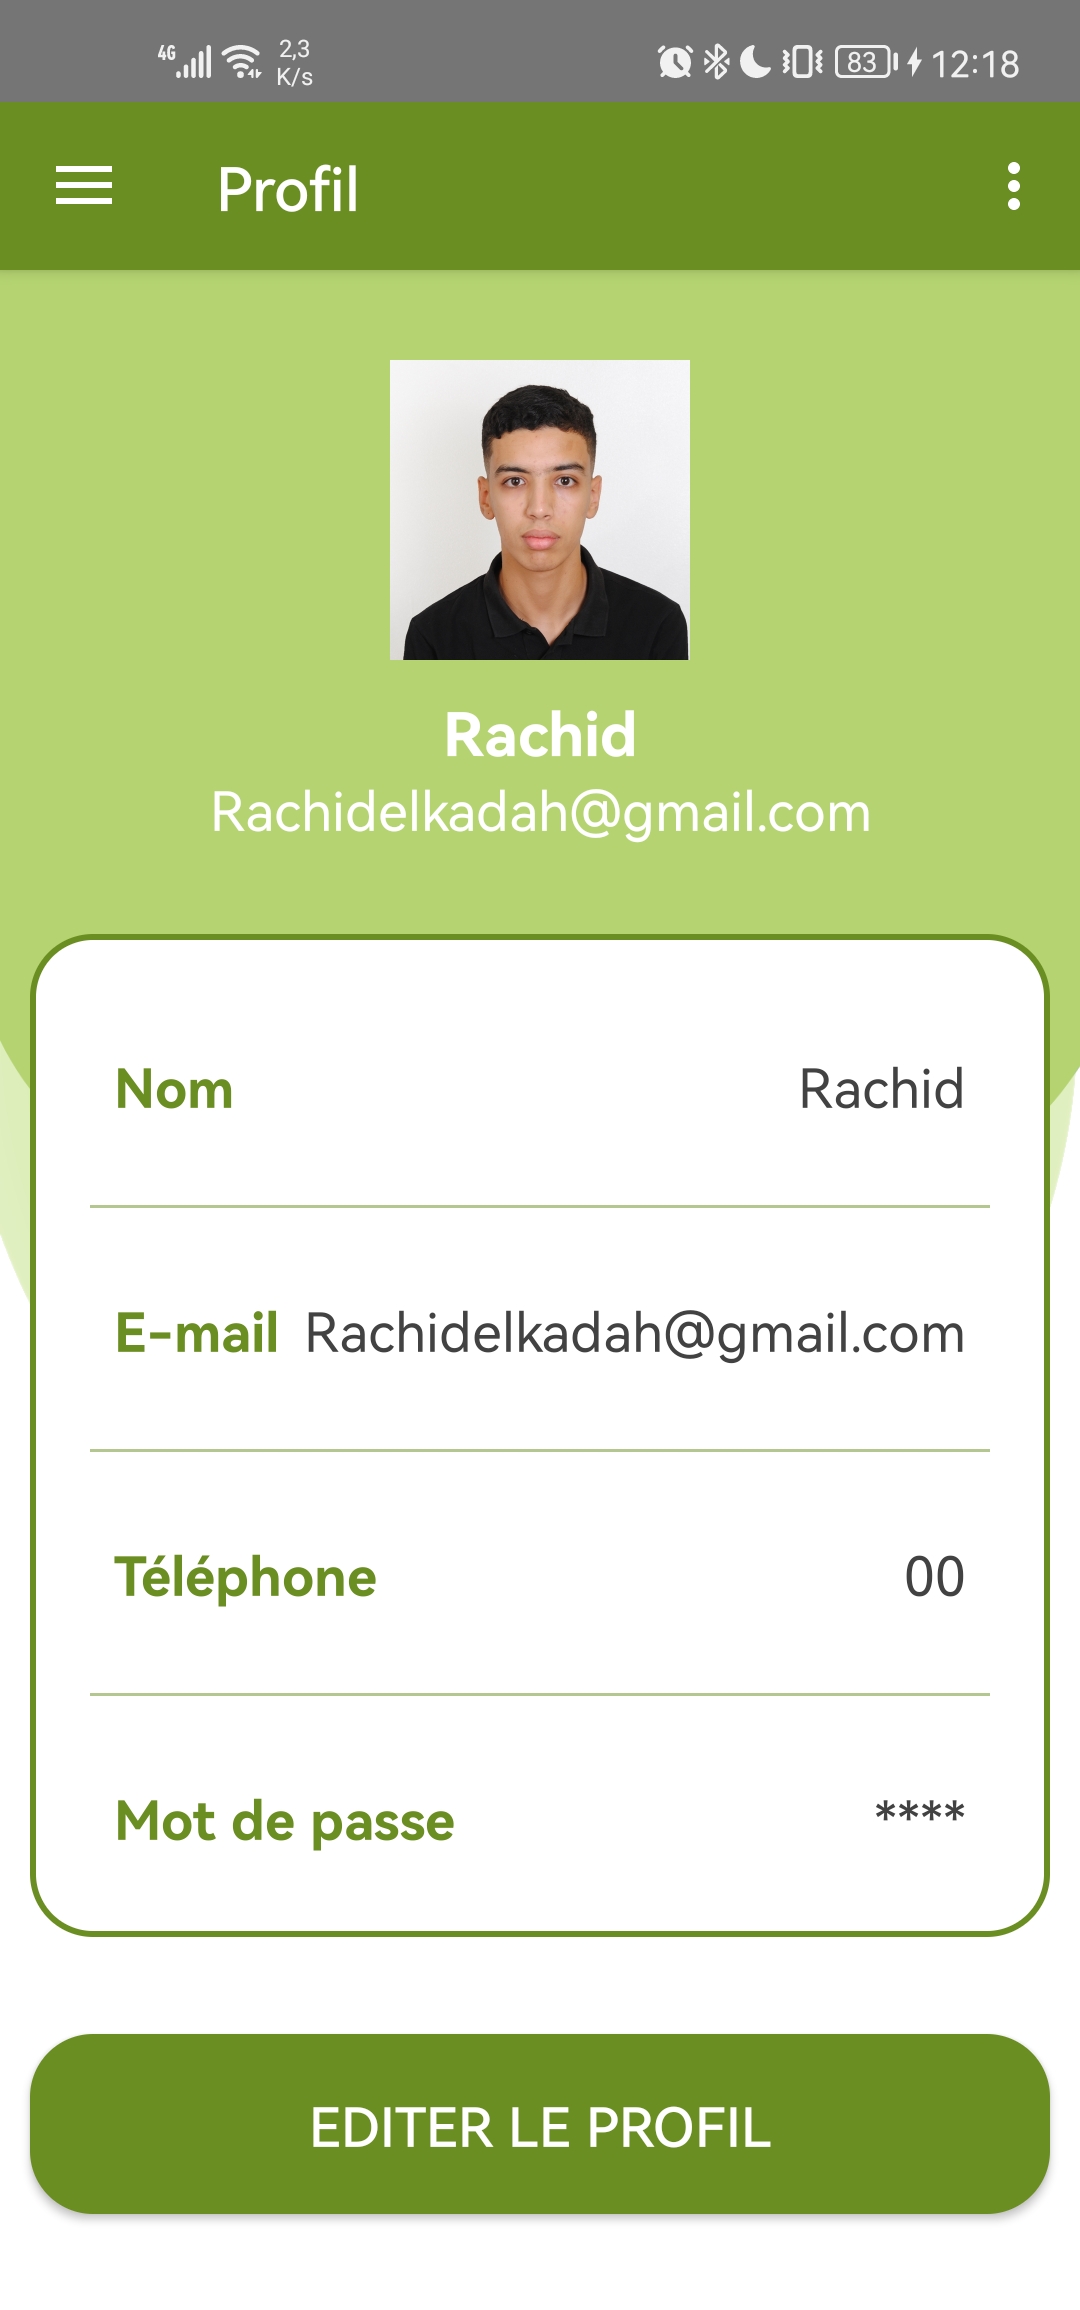 4G 2,3 K/s 83 12:18
Profil
Rachid
Rachidelkadah@gmail.com
Nom Rachid
E-mail Rachidelkadah@gmail.com
Téléphone 00
Mot de passe ****
EDITER LE PROFIL